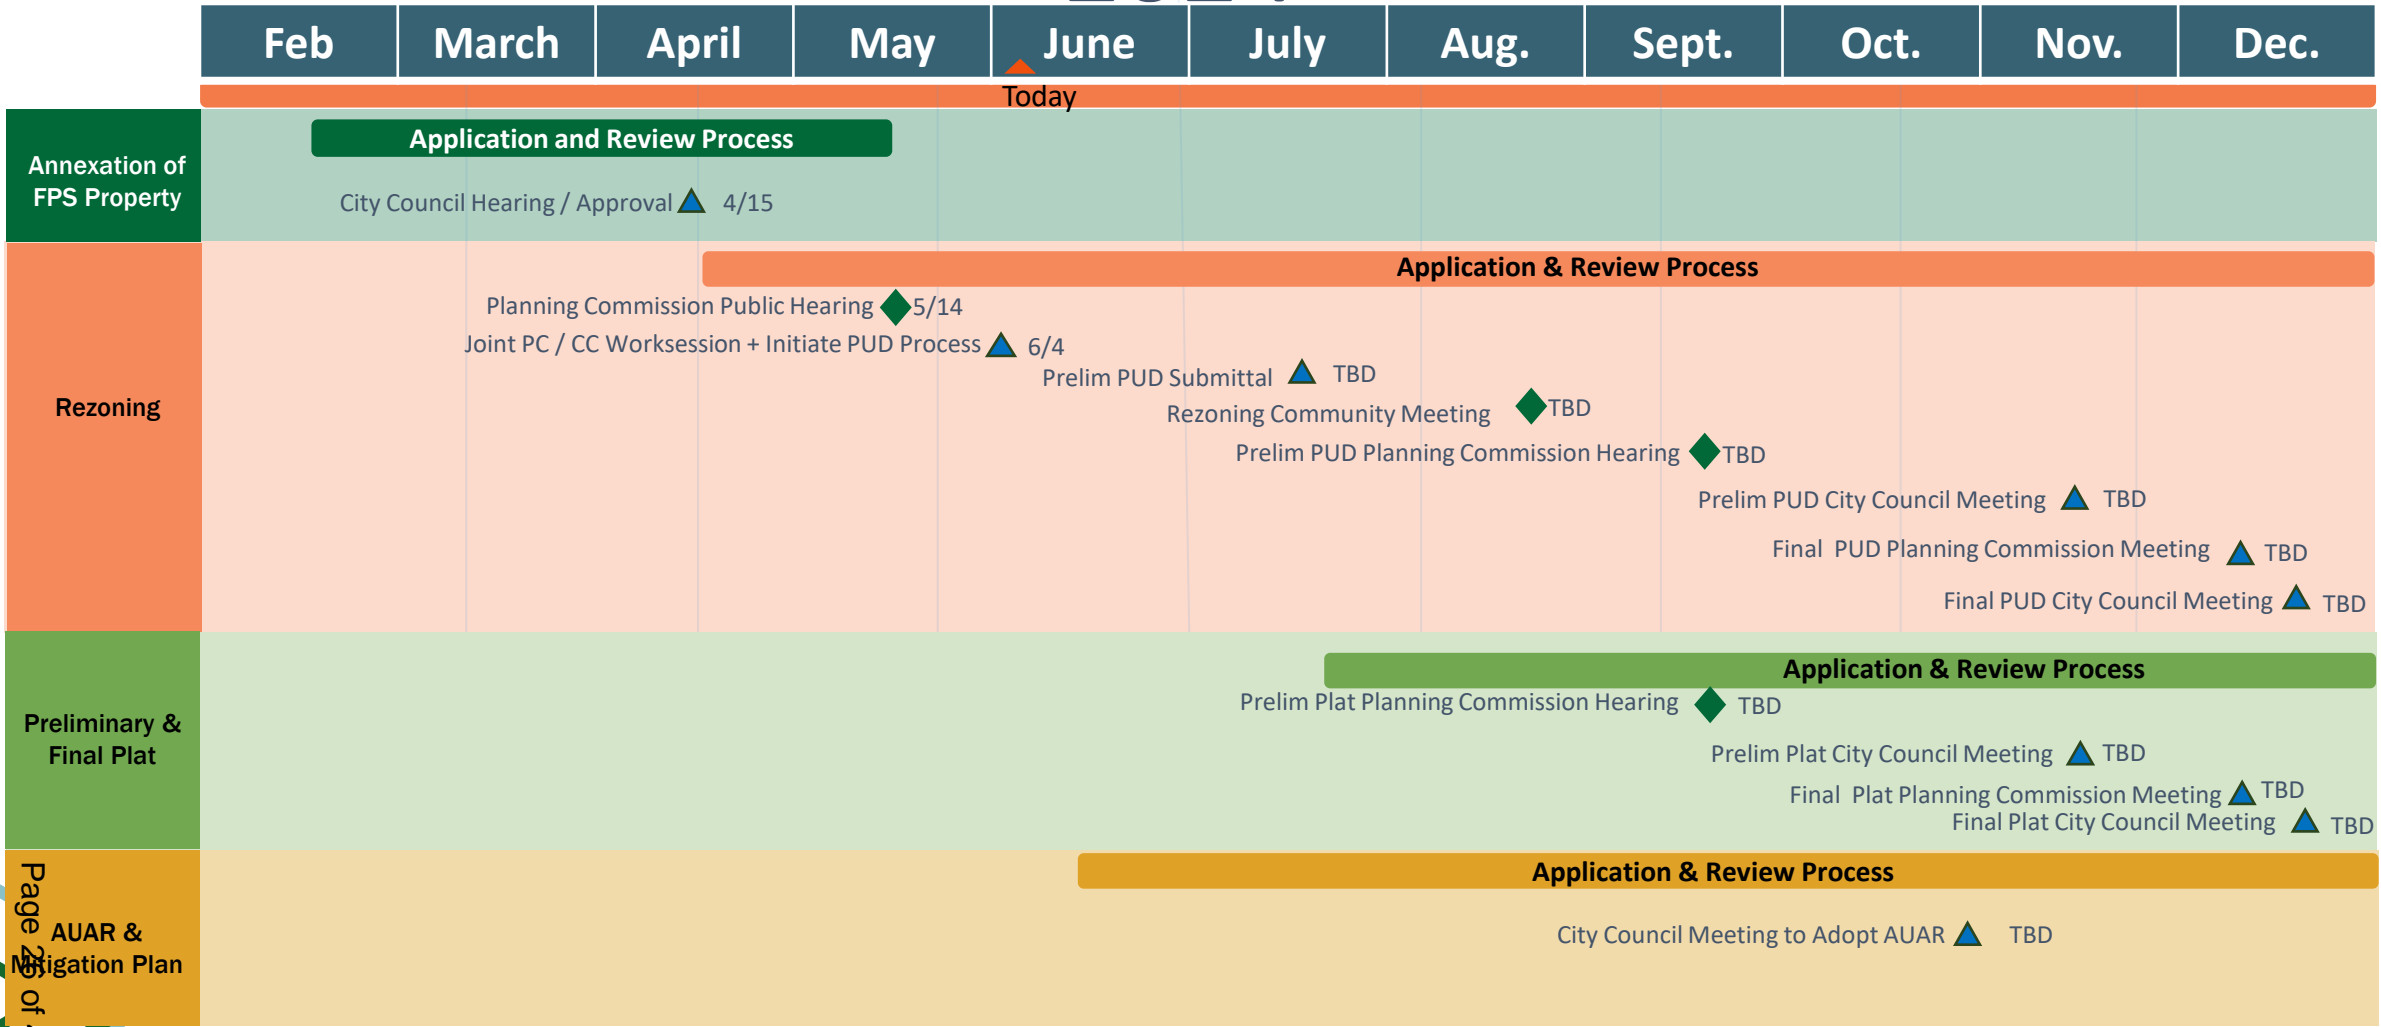 Feb March April May June July Aug. Sept. Oct. Nov. Dec.
Today
Annexation of
FPS Property
Application and Review Process
City Council Hearing / Approval 4/15
Rezoning
Application & Review Process
Planning Commission Public Hearing 5/14
Joint PC / CC Worksession + Initiate PUD Process 6/4
Prelim PUD Submittal TBD
Rezoning Community Meeting TBD
Prelim PUD Planning Commission Hearing TBD
Prelim PUD City Council Meeting TBD
Final PUD Planning Commission Meeting TBD
Final PUD City Council Meeting TBD
Preliminary &
Final Plat
Application & Review Process
Prelim Plat Planning Commission Hearing TBD
Prelim Plat City Council Meeting TBD
Final Plat Planning Commission Meeting TBD
Final Plat City Council Meeting TBD
AUAR &
Mitigation Plan
Application & Review Process
City Council Meeting to Adopt AUAR TBD
Page 26 of